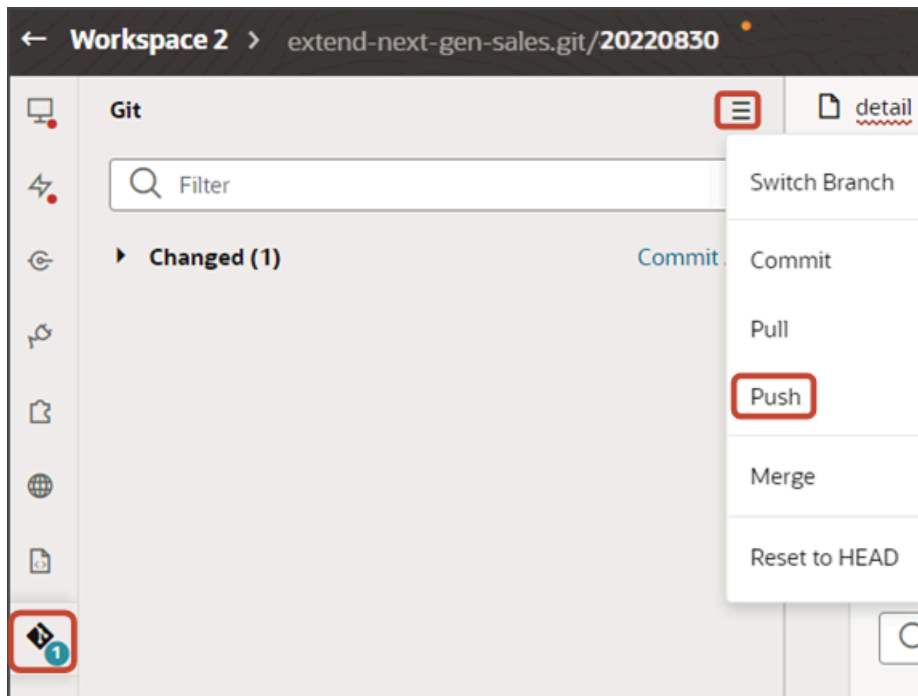 ← Workspace 2 > extend-next-gen-sales.git/20220830
Git
detail
Filter
Switch Branch
Changed (1)
Commit
Commit
Pull
Push
Merge
Reset to HEAD
1